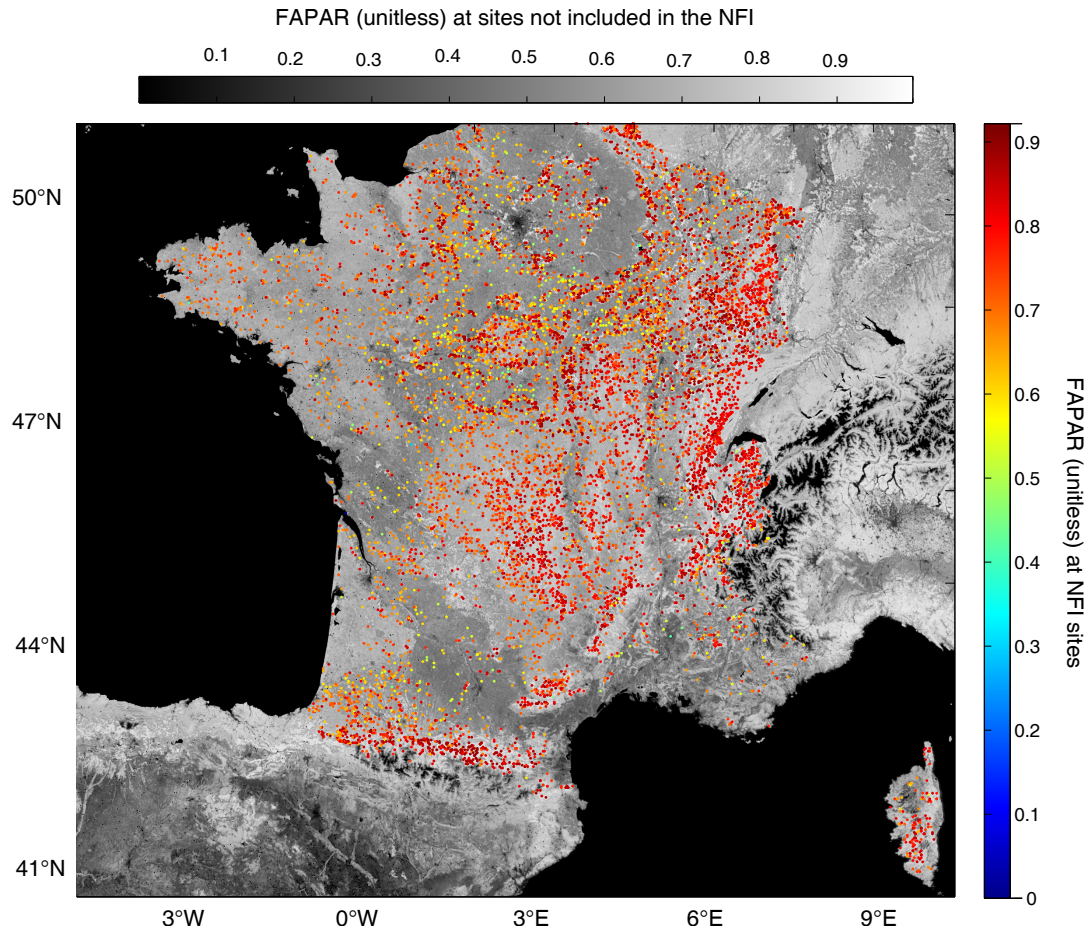 FAPAR (unitless) at sites not included in the NFI
0.1 0.2 0.3 0.4 0.5 0.6 0.7 0.8 0.9
50°N
47°N
44°N
41°N
3°W 0°W 3°E 6°E 9°E
0.9
0.8
0.7
0.6
0.5
0.4
0.3
0.2
0.1
0
FAPAR (unitless) at NFI sites